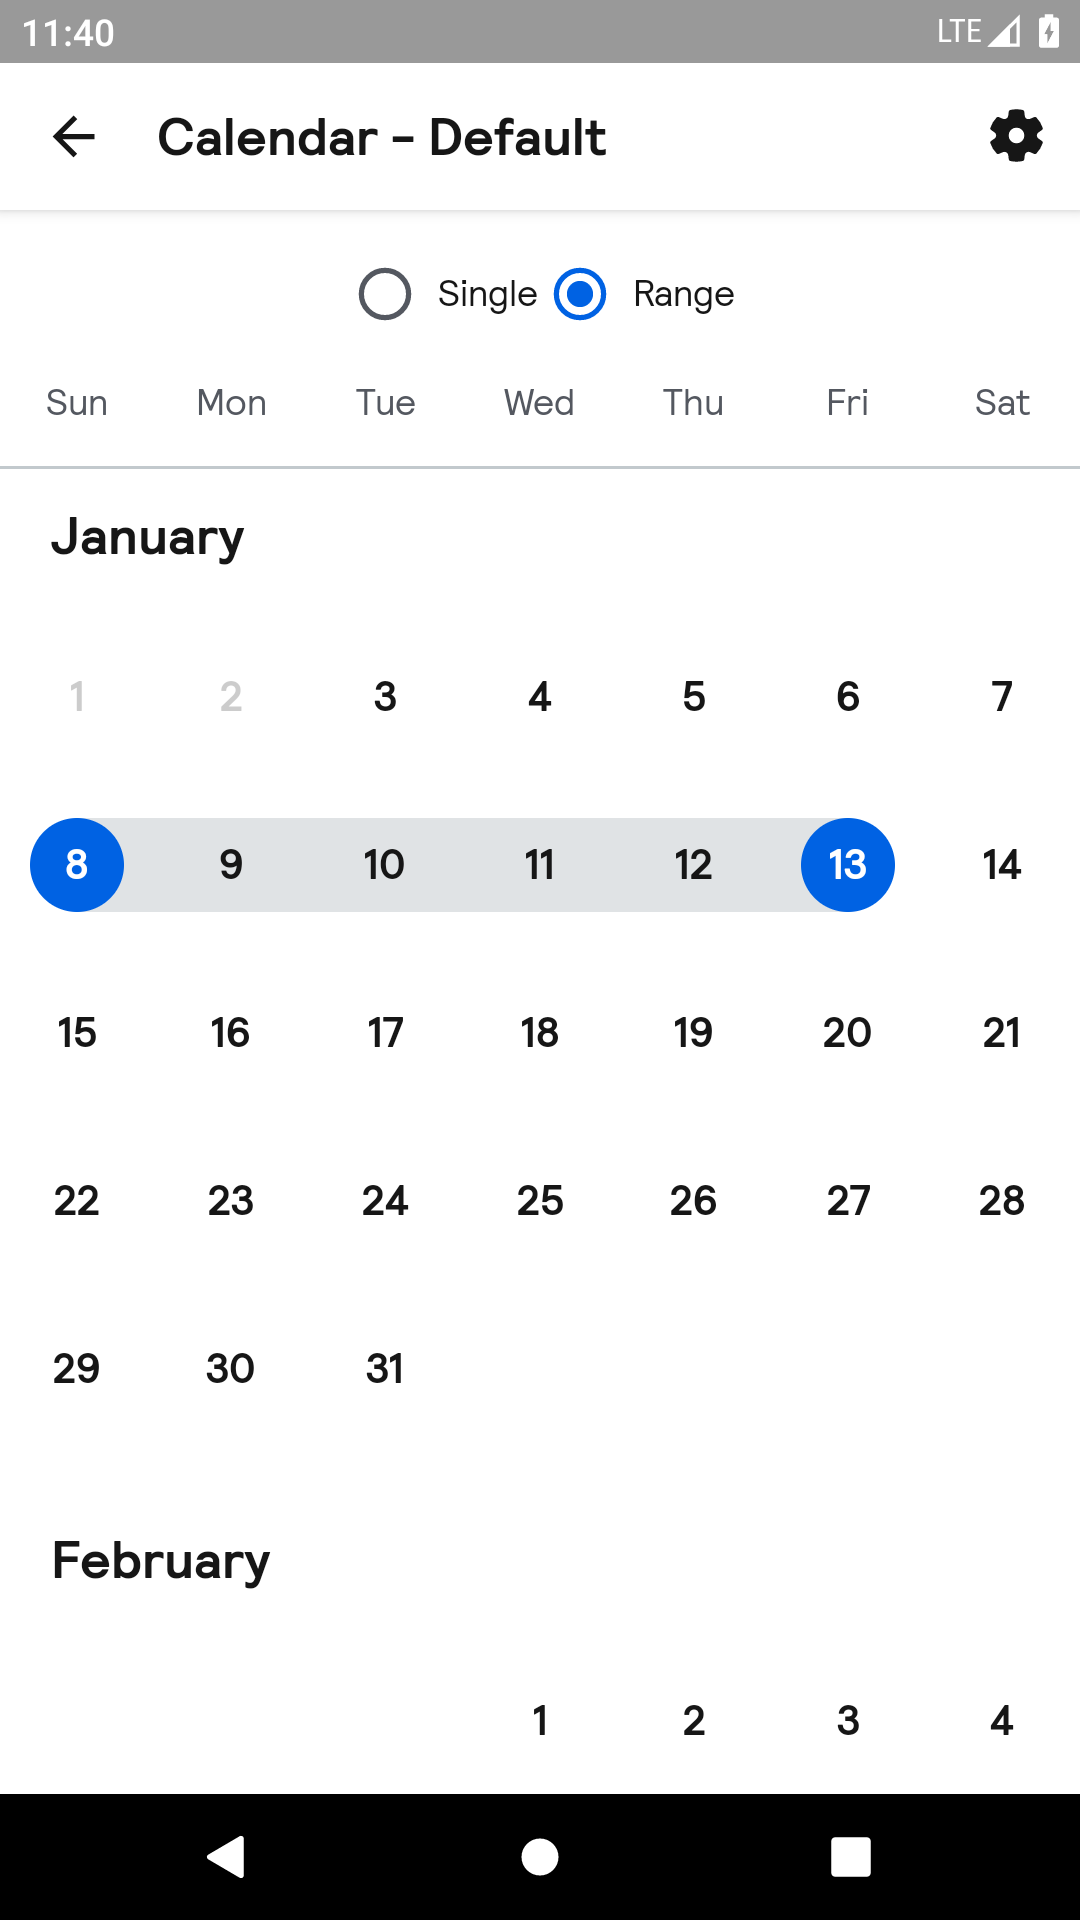 11:40 LTE
Calendar - Default
Single Range
Sun Mon Tue Wed Thu Fri Sat
January
1 2 3 4 5 6 7
8 9 10 11 12 13 14
15 16 17 18 19 20 21
22 23 24 25 26 27 28
29 30 31
February
1 2 3 4